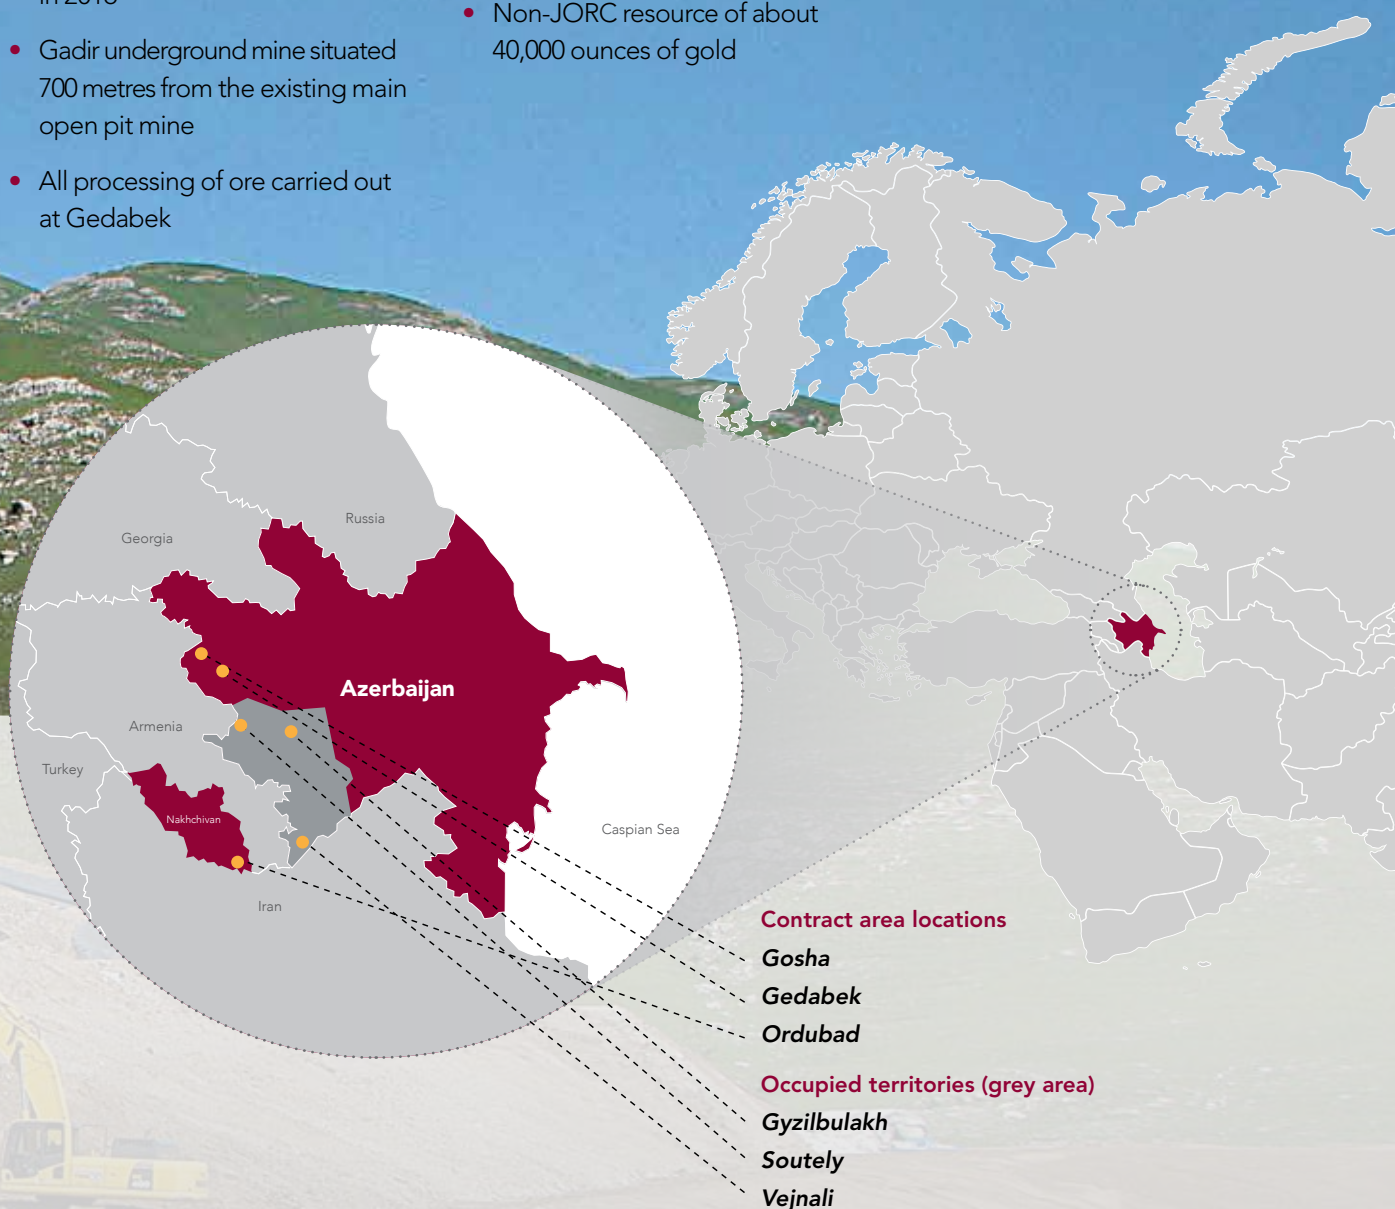 • Gadir underground mine situated
700 metres from the existing main
open pit mine
• All processing of ore carried out
at Gedabek
• Non-JORC resource of about
40,000 ounces of gold
Russia
Georgia
Azerbaijan
Armenia
Turkey
Nakhchivan
Caspian Sea
Iran
Contract area locations
Gosha
Gedabek
Ordubad
Occupied territories (grey area)
Gyzilbulakh
Soutely
Vejnali